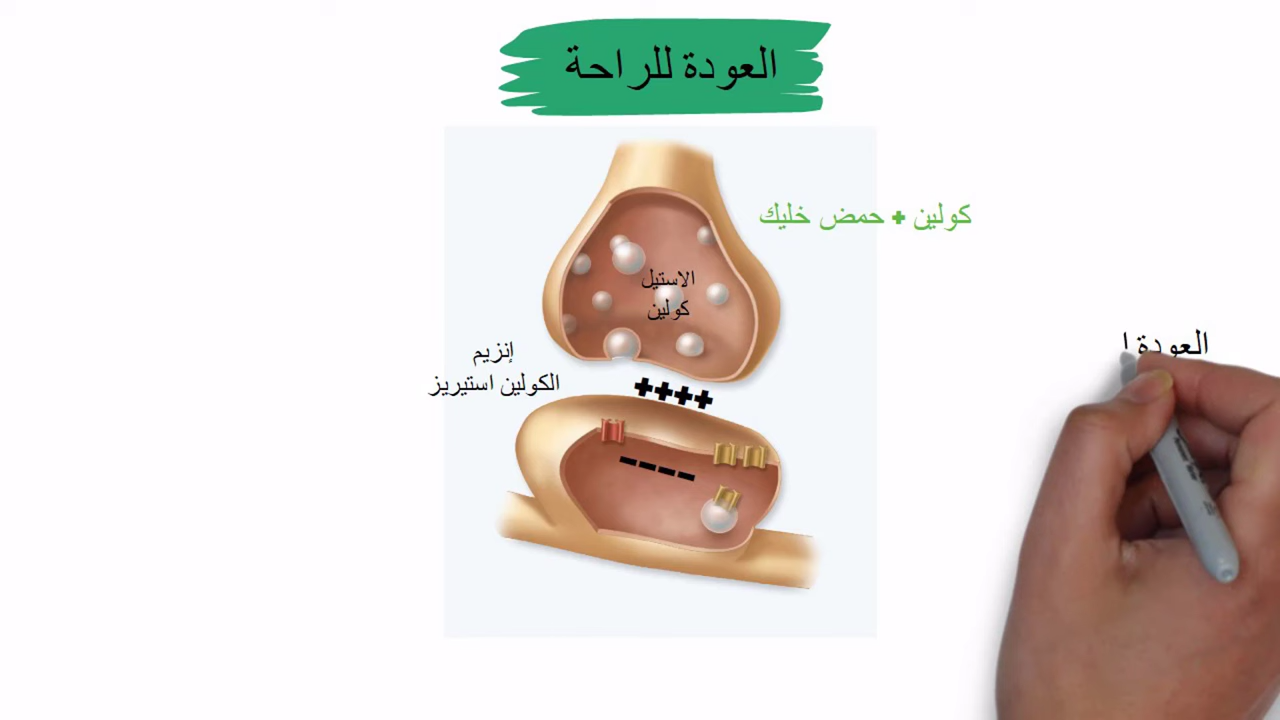 العودة للراحة
كولين + حمض خليك
الاستيل
كولين
إنزيم
الكولين استيريز
++++
----
العودة ا